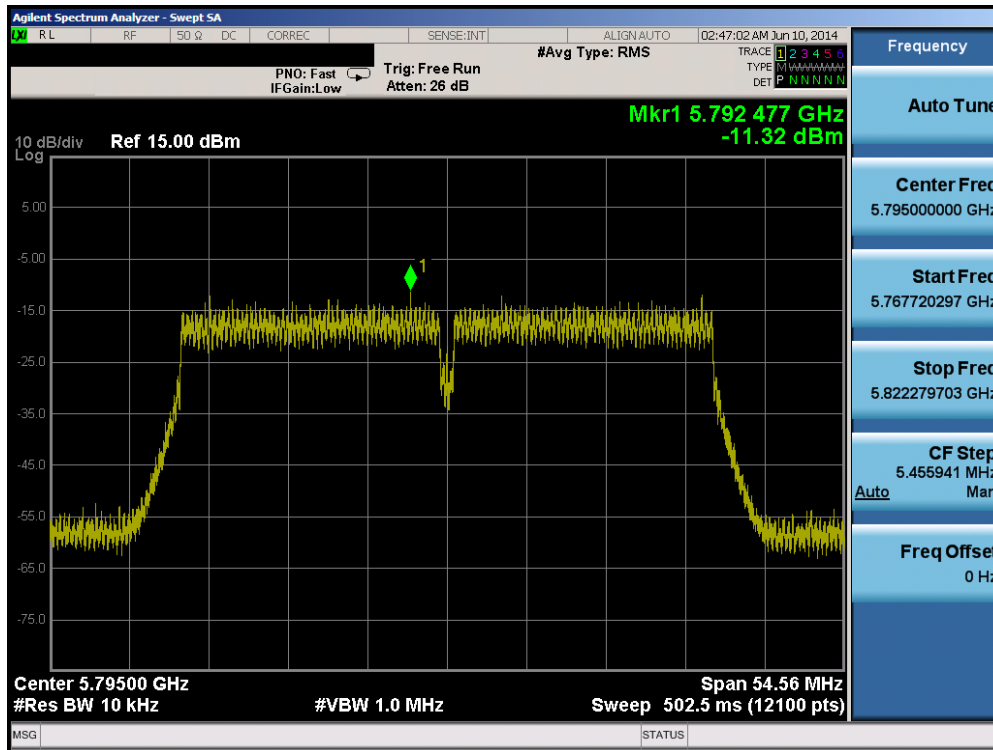 Agilent Spectrum Analyzer - Swept SA
LXI RL RF 50 Ω DC CORREC SENSE:INT ALIGN AUTO 02:47:02 AM Jun 10, 2014
#Avg Type: RMS
TRACE 1 2 3 4 5 6
TYPE M
DET P N N N N N
PNO: Fast
IFGain:Low
Trig: Free Run
Atten: 26 dB
Mkr1 5.792 477 GHz
-11.32 dBm
10 dB/div Ref 15.00 dBm
Log
5.00
-5.00
-15.0
-25.0
-35.0
-45.0
-55.0
-65.0
-75.0
1
Center 5.79500 GHz
Span 54.56 MHz
#Res BW 10 kHz
#VBW 1.0 MHz
Sweep 502.5 ms (12100 pts)
MSG
STATUS
Frequency
Auto Tune
Center Freq
5.795000000 GHz
Start Freq
5.767720297 GHz
Stop Freq
5.822279703 GHz
CF Step
5.455941 MHz
Auto Man
Freq Offset
0 Hz